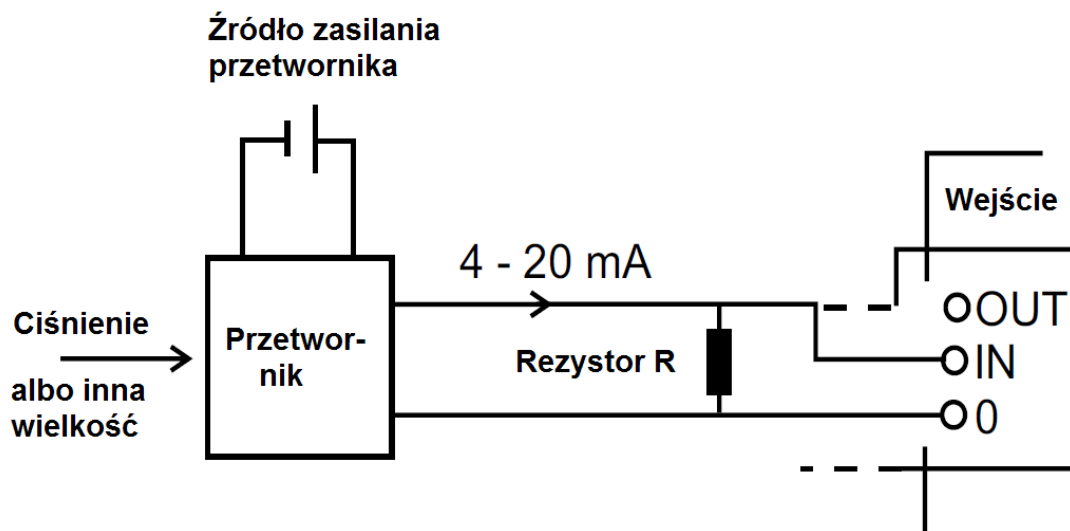 Źródło zasilania
przetwornika
Wejście
4 - 20 mA
OUT
Ciśnienie
albo inna
wielkość
Przetwor-
nik
Rezystor R
IN
0